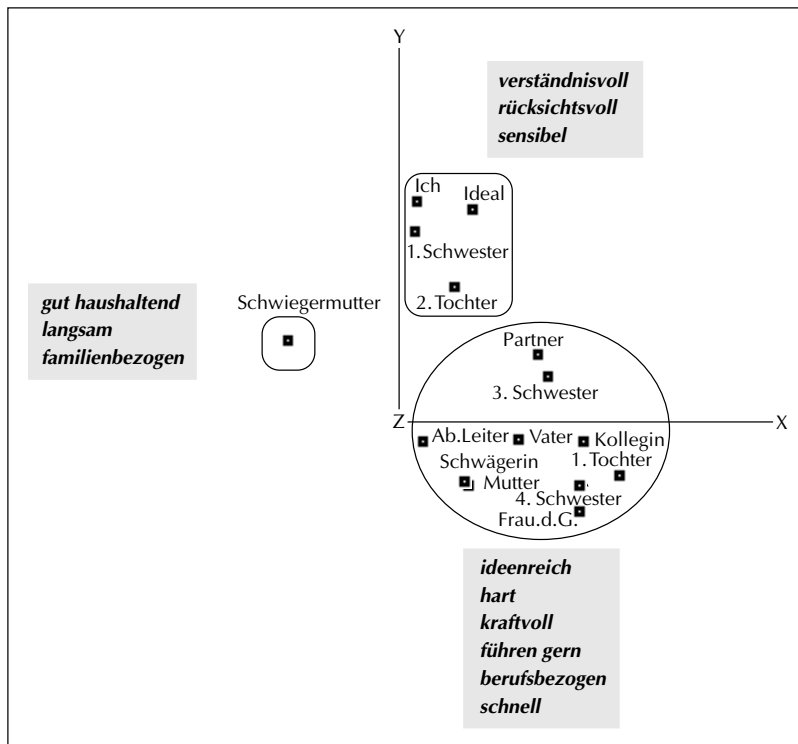 Y
verständnisvoll
rücksichtsvoll
sensibel
Ich
Ideal
1. Schwester
2. Tochter
Schwiegermutter
gut haushaltend
langsam
familienbezogen
Partner
3. Schwester
Z
X
Ab.Leiter
Vater
Kollegin
Schwägerin
1. Tochter
Mutter
4. Schwester
Frau.d.G.
ideenreich
hart
kraftvoll
führen gern
berufsbezogen
schnell